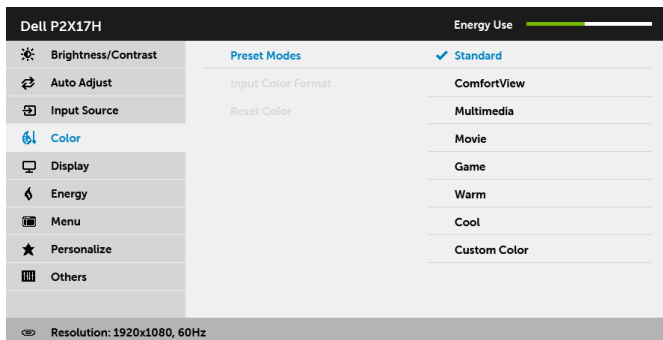 Dell P2X17H Energy Use
Brightness/Contrast Preset Modes Standard
Auto Adjust Input Color Format ComfortView
Input Source Reset Color Multimedia
Color Movie
Display Game
Energy Warm
Menu Cool
Personalize Custom Color
Others
Resolution: 1920x1080, 60Hz